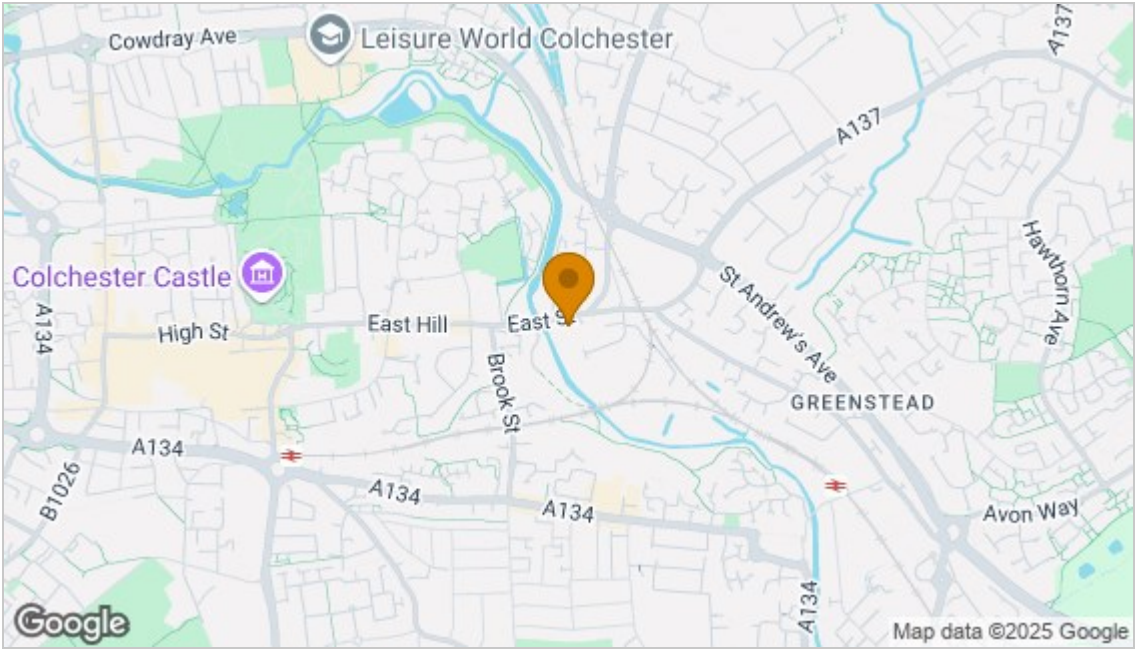 Cowdray Ave
Leisure World Colchester
A137
A137
Colchester Castle
Hawthorn Ave
A134
High St
East Hill
East St
St Andrew's Ave
Brook St
GREENSTEAD
A134
B1026
A134
A134
Avon Way
A134
Google
Map data ©2025 Google